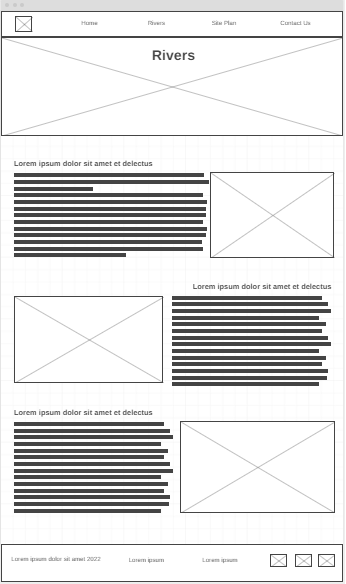 Home Rivers Site Plan Contact Us
Rivers
Lorem ipsum dolor sit amet et delectus
Lorem ipsum dolor sit amet et delectus
Lorem ipsum dolor sit amet et delectus
Lorem ipsum dolor sit amet 2022 Lorem ipsum Lorem ipsum